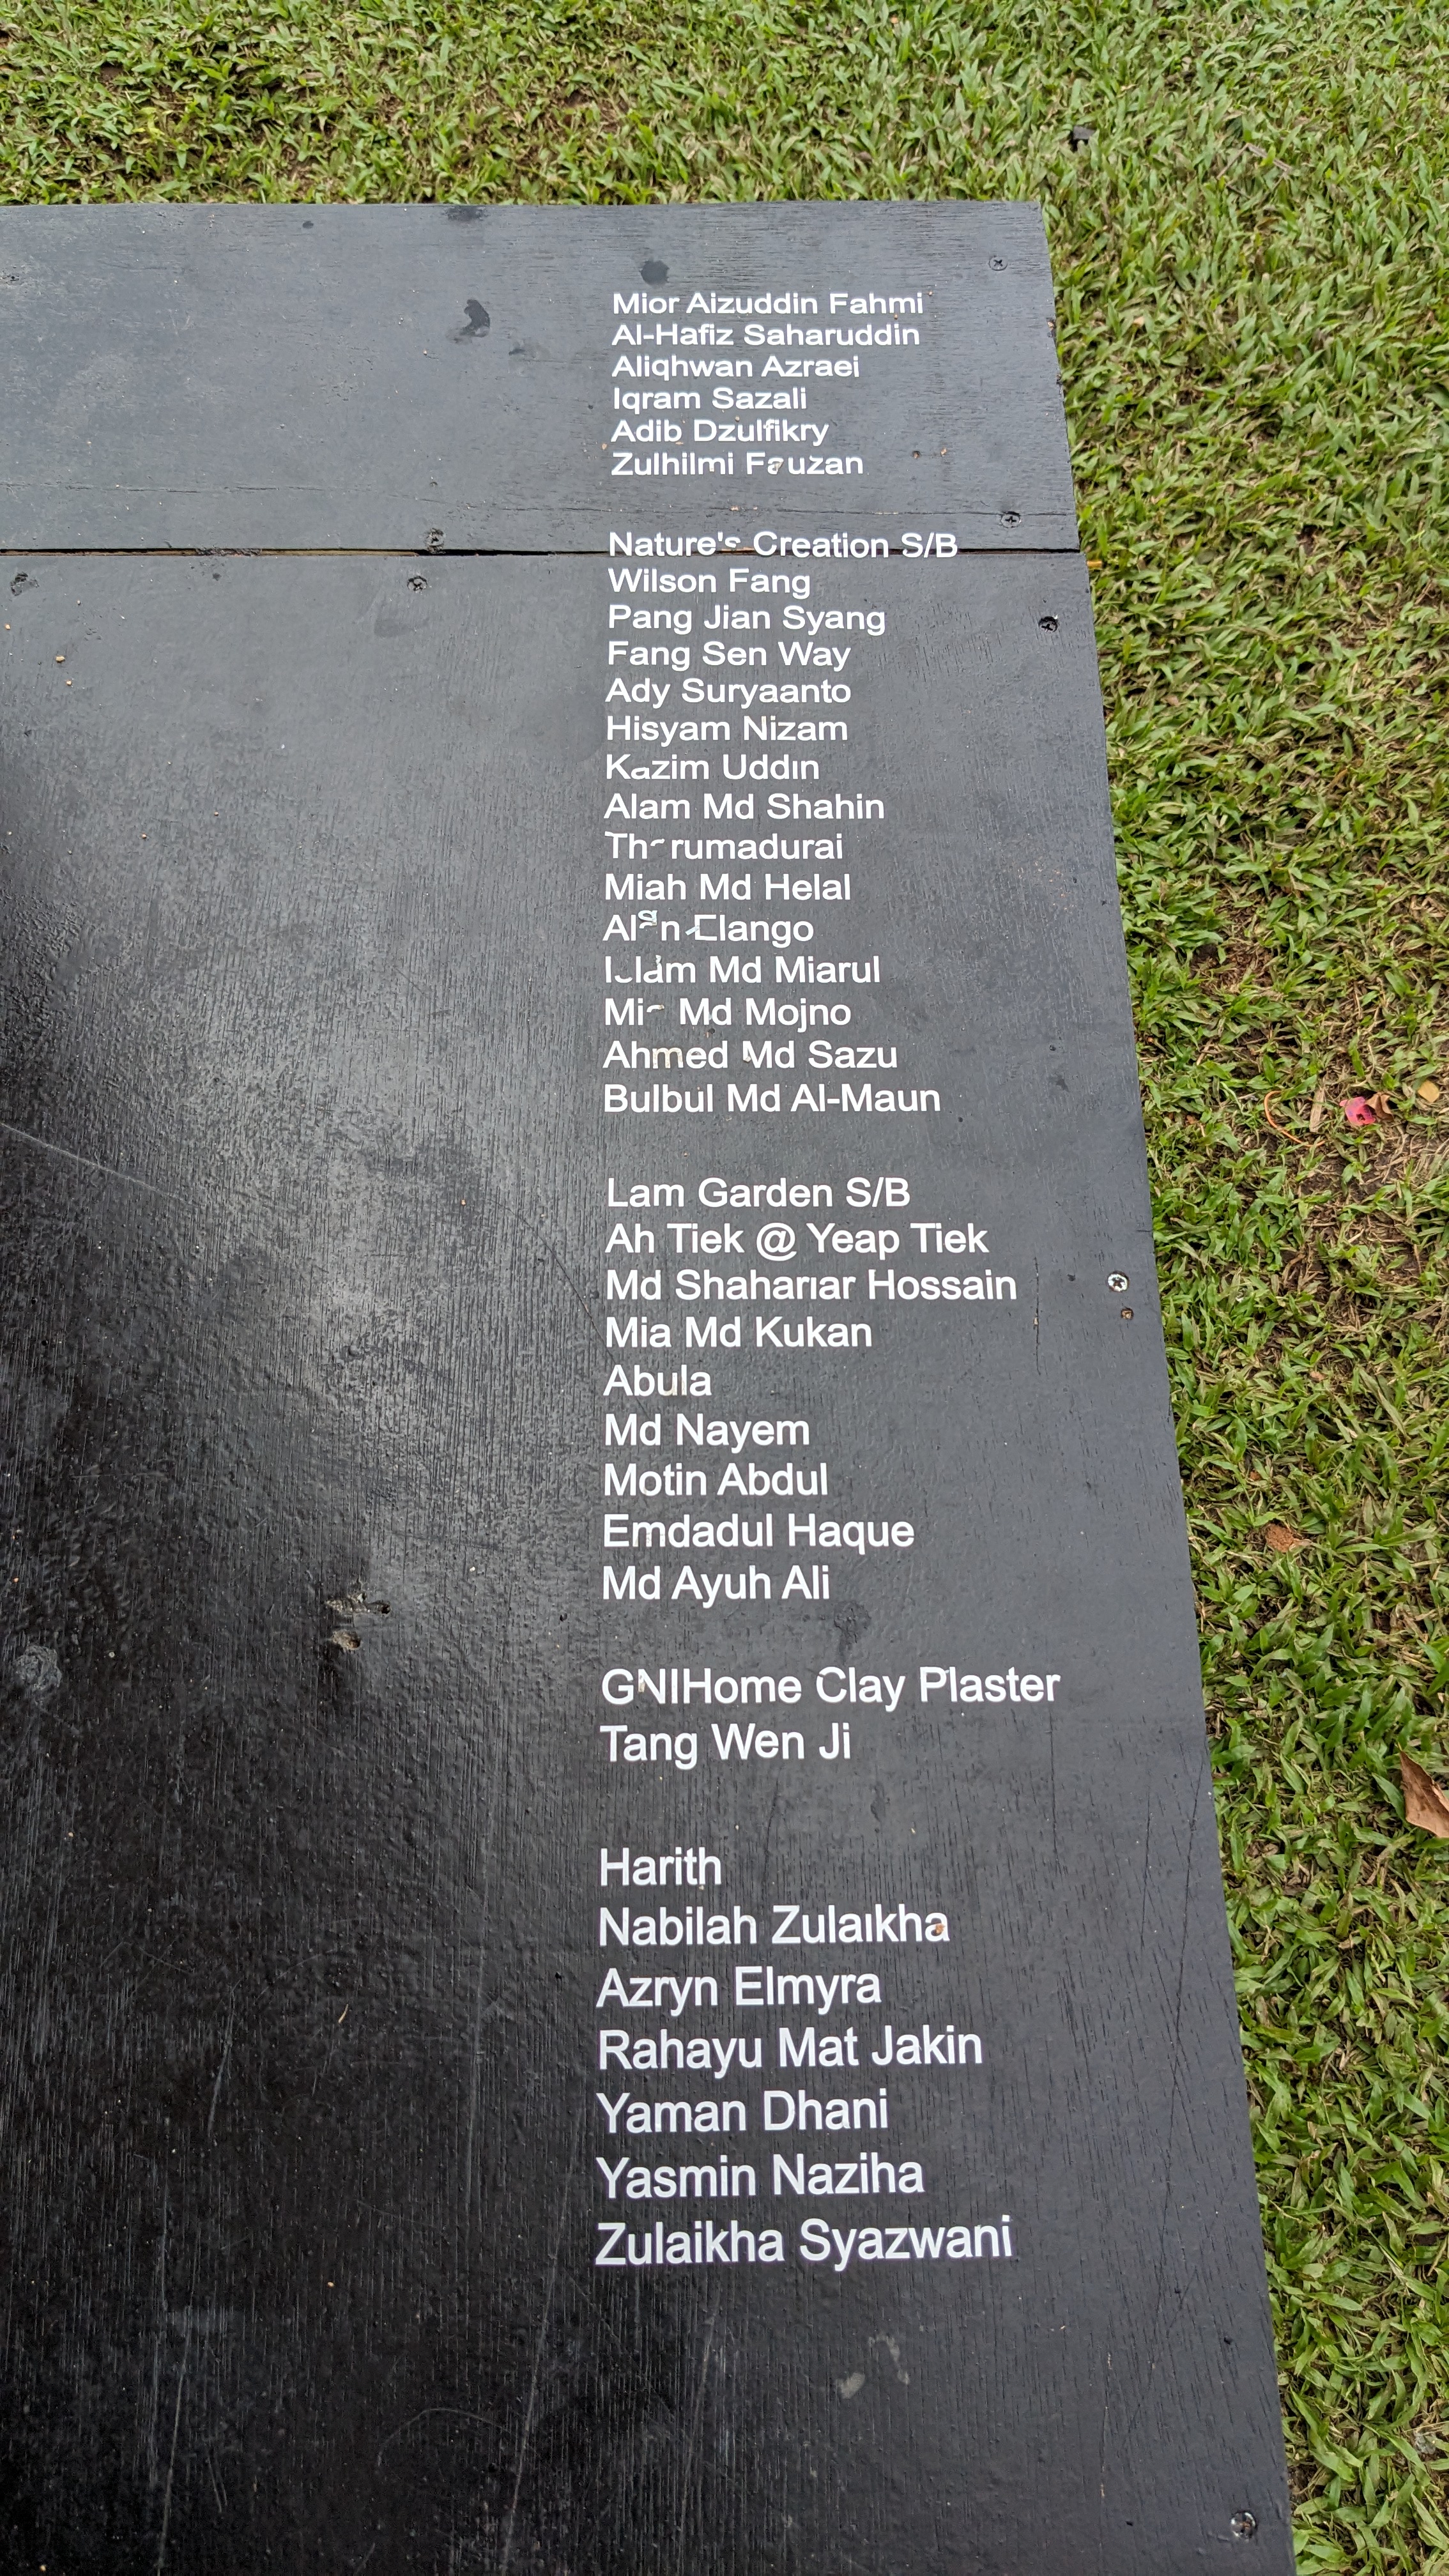 Mior Aizuddin Fahmi
Al-Hafiz Saharuddin
Aliqhwan Azraei
Iqram Sazali
Adib Dzulfikry
Zulhilmi Fauzan
Nature's Creation S/B
Wilson Fang
Pang Jian Syang
Fang Sen Way
Ady Suryaanto
Hisyam Nizam
Kazim Uddin
Alam Md Shahin
Miah Md Helal
Elango
Islam Md Miarul
Md Mojno
Ahmed Md Sazu
Bulbul Md Al-Maun
Lam Garden S/B
Ah Tiek @ Yeap Tiek
Md Shahariar Hossain
Mia Md Kukan
Abula
Md Nayem
Motin Abdul
Emdadul Haque
Md Ayuh Ali
GNIHome Clay Plaster
Tang Wen Ji
Harith
Nabilah Zulaikha
Azryn Elmyra
Rahayu Mat Jakin
Yaman Dhani
Yasmin Naziha
Zulaikha Syazwani